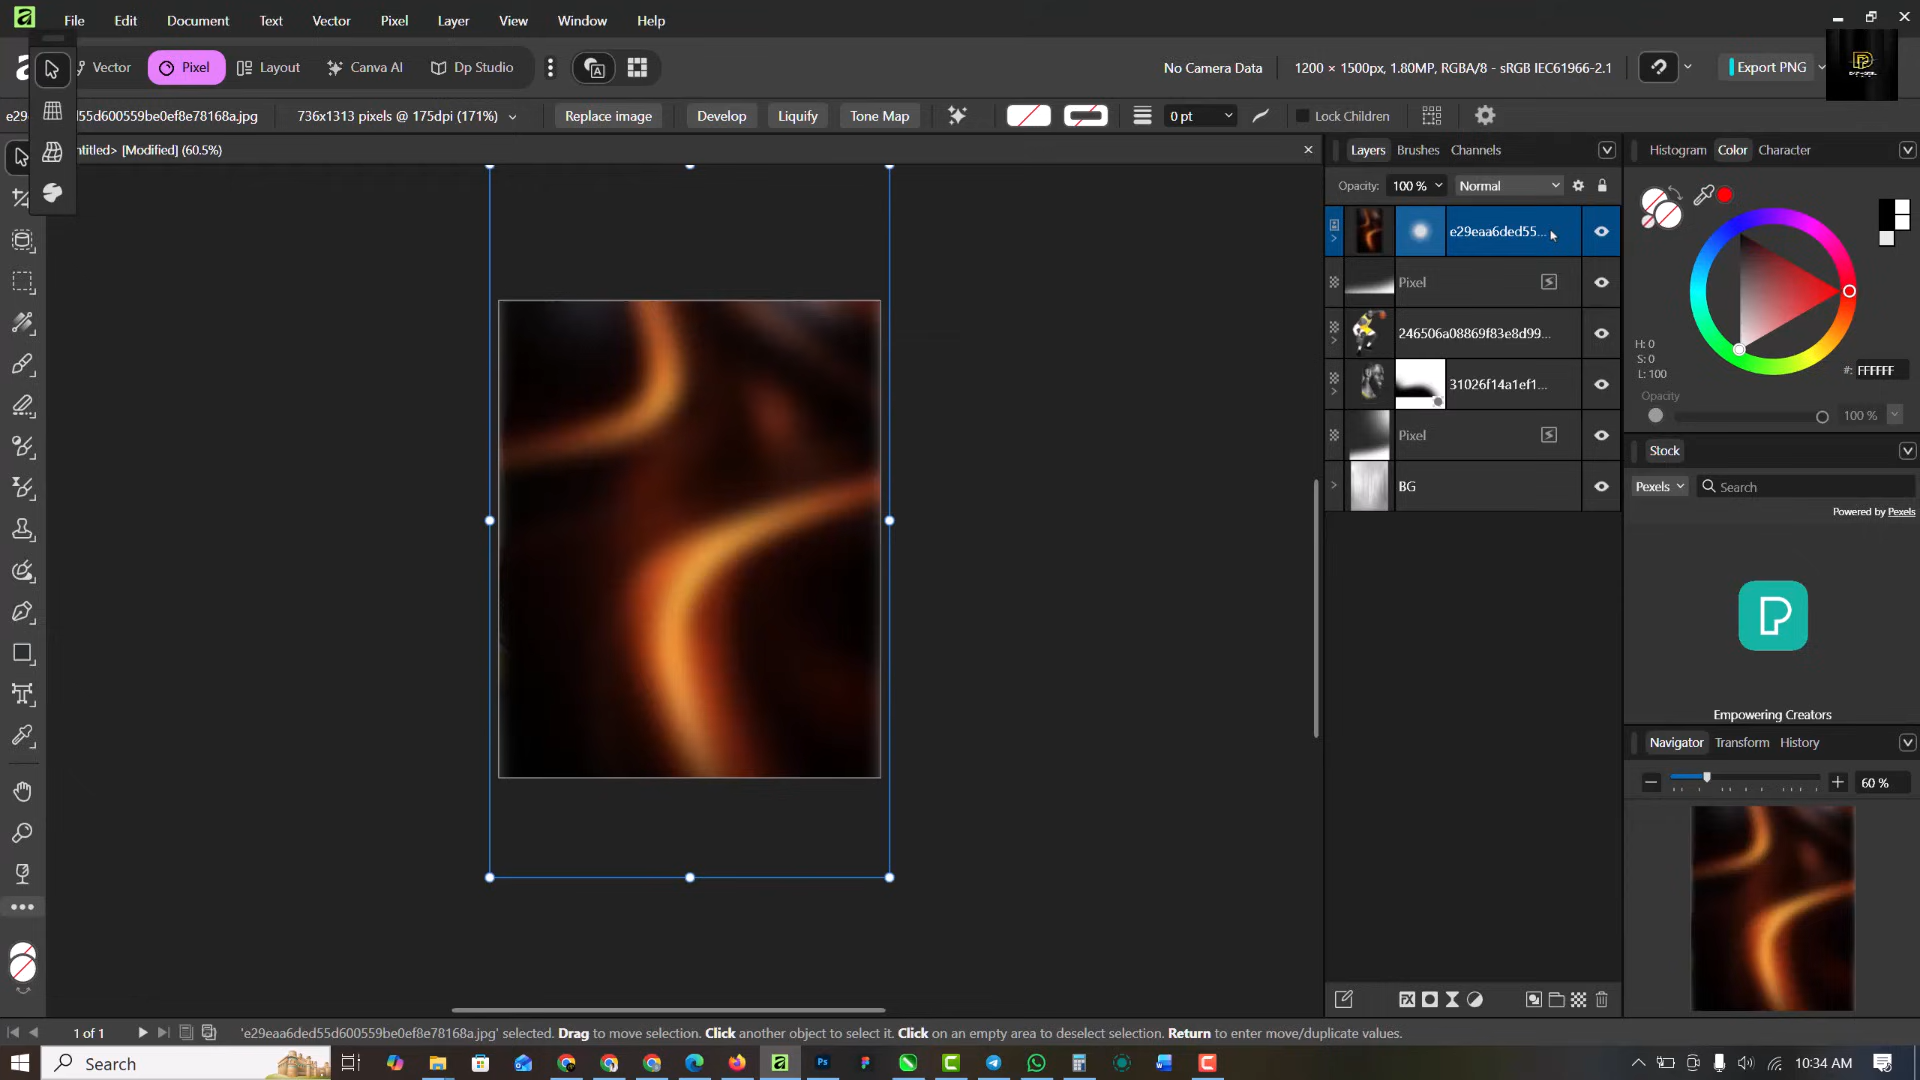 File Edit Document Text Vector Pixel Layer View Window Help
Vector Pixel Layout Canva AI Dp Studio
No Camera Data 1200 × 1500px, 1.80MP, RGBA/8 - sRGB IEC61966-2.1 Export PNG
e29 55d600559be0ef8e78168a.jpg 736x1313 pixels @ 175dpi (171%) Replace image Develop Liquify Tone Map 0 pt Lock Children
ntitled> [Modified] (60.5%)
Layers Brushes Channels
Opacity: 100 % Normal
e29eaa6ded55...
Pixel
246506a08869f83e8d99...
31026f14a1ef1...
Pixel
BG
Histogram Color Character
H: 0
S: 0
L: 100
#: FFFFFF
Opacity
100 %
Stock
Pexels Search
Powered by Pexels
Empowering Creators
Navigator Transform History
60 %
1 of 1 'e29eaa6ded55d600559be0ef8e78168a.jpg' selected. Drag to move selection. Click another object to select it. Click on an empty area to deselect selection. Return to enter move/duplicate values.
Search 10:34 AM